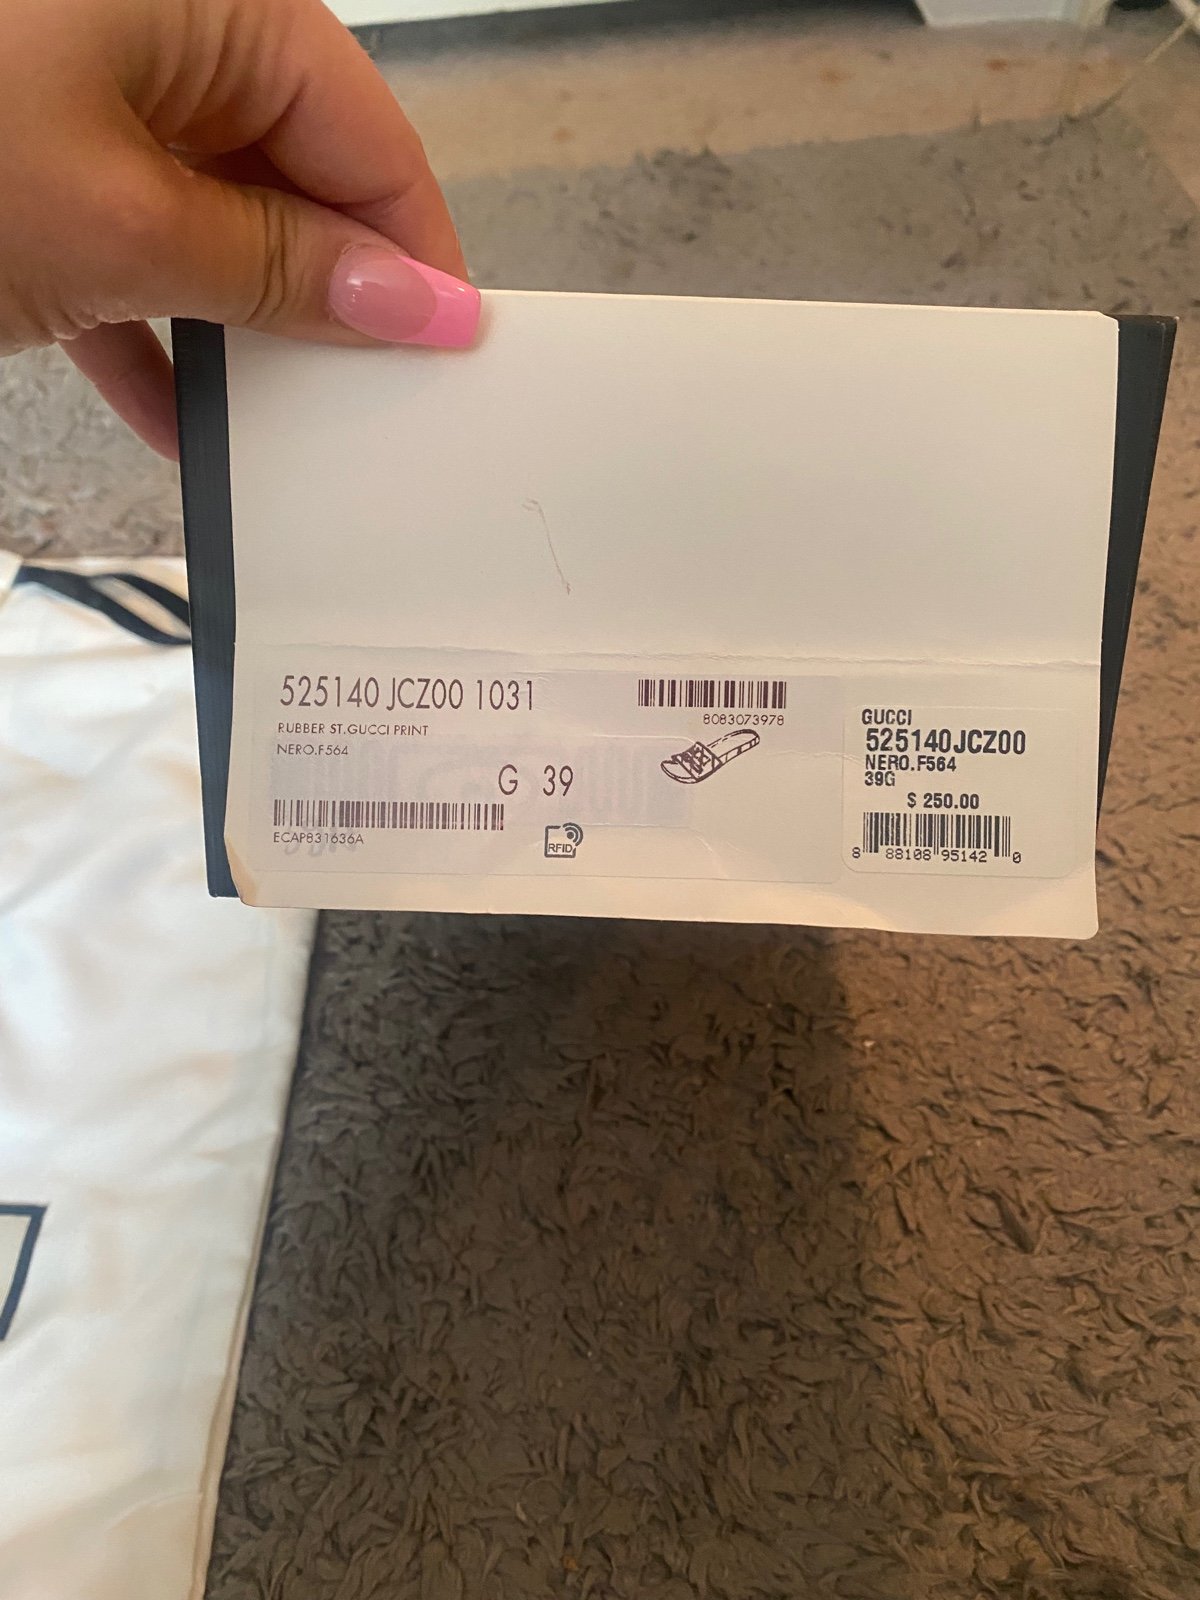 525140 JCZ00 1031
RUBBER ST.GUCCI PRINT
NERO.F564
G 39
ECAP831636A
8083073978
RFID
GUCCI
525140JCZ00
NERO.F564
39G
$ 250.00
8 88108 95142 0